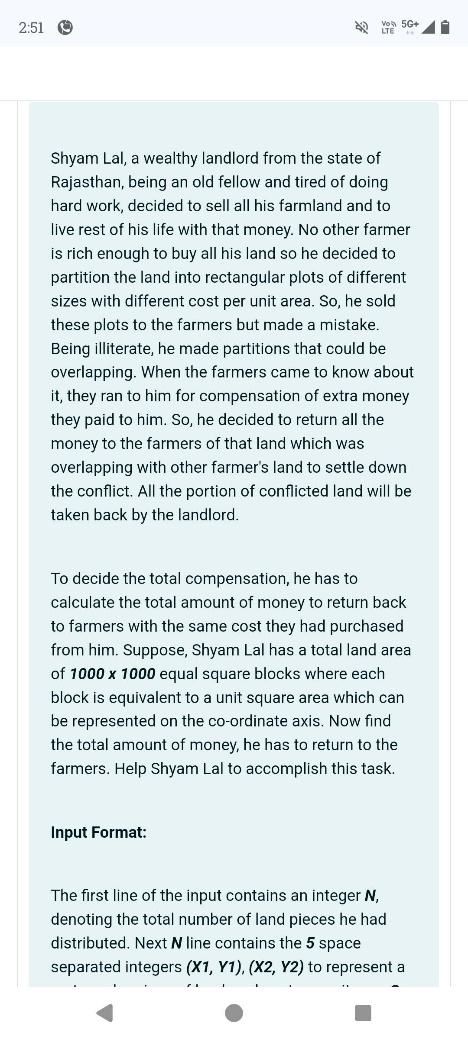 2:51
Vo)) 5G+
LTE
Shyam Lal, a wealthy landlord from the state of
Rajasthan, being an old fellow and tired of doing
hard work, decided to sell all his farmland and to
live rest of his life with that money. No other farmer
is rich enough to buy all his land so he decided to
partition the land into rectangular plots of different
sizes with different cost per unit area. So, he sold
these plots to the farmers but made a mistake.
Being illiterate, he made partitions that could be
overlapping. When the farmers came to know about
it, they ran to him for compensation of extra money
they paid to him. So, he decided to return all the
money to the farmers of that land which was
overlapping with other farmer's land to settle down
the conflict. All the portion of conflicted land will be
taken back by the landlord.
To decide the total compensation, he has to
calculate the total amount of money to return back
to farmers with the same cost they had purchased
from him. Suppose, Shyam Lal has a total land area
of 1000 x 1000 equal square blocks where each
block is equivalent to a unit square area which can
be represented on the co-ordinate axis. Now find
the total amount of money, he has to return to the
farmers. Help Shyam Lal to accomplish this task.
Input Format:
The first line of the input contains an integer N,
denoting the total number of land pieces he had
distributed. Next N line contains the 5 space
separated integers (X1, Y1), (X2, Y2) to represent a